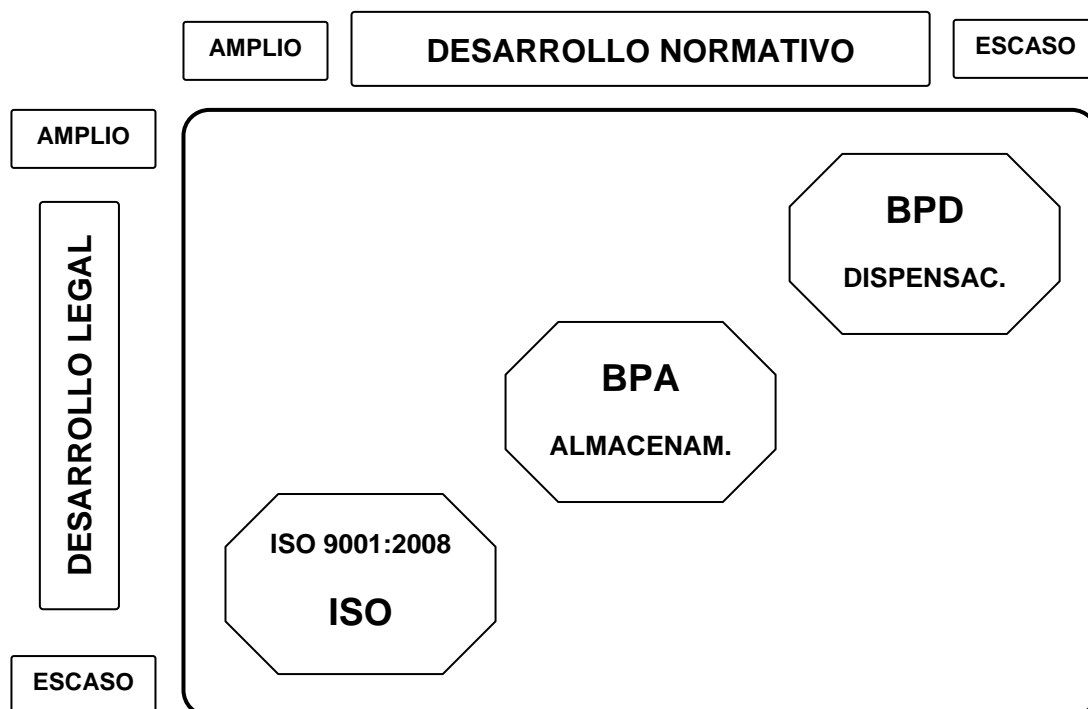 AMPLIO
DESARROLLO NORMATIVO
ESCASO
AMPLIO
DESARROLLO LEGAL
ESCASO
BPD
DISPENSAC.
BPA
ALMACENAM.
ISO 9001:2008
ISO